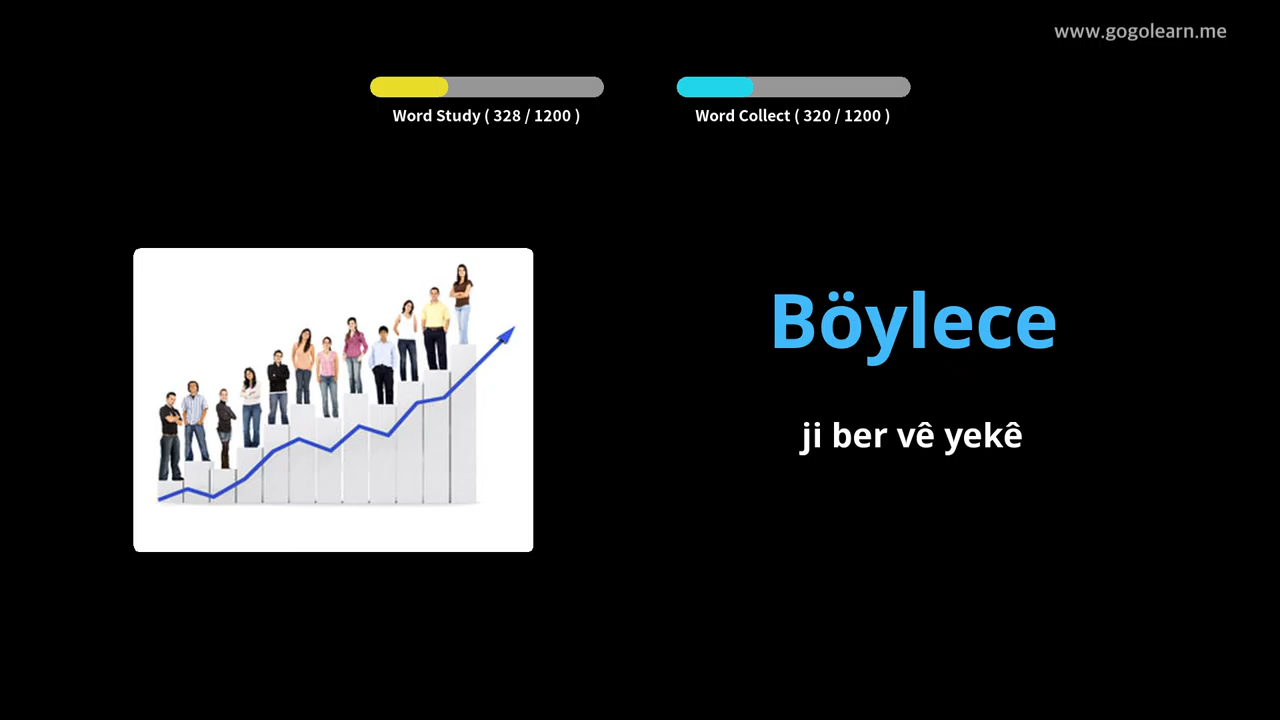 www.gogolearn.me
Word Study ( 328 / 1200 )
Word Collect ( 320 / 1200 )
Böylece
ji ber vê yekê